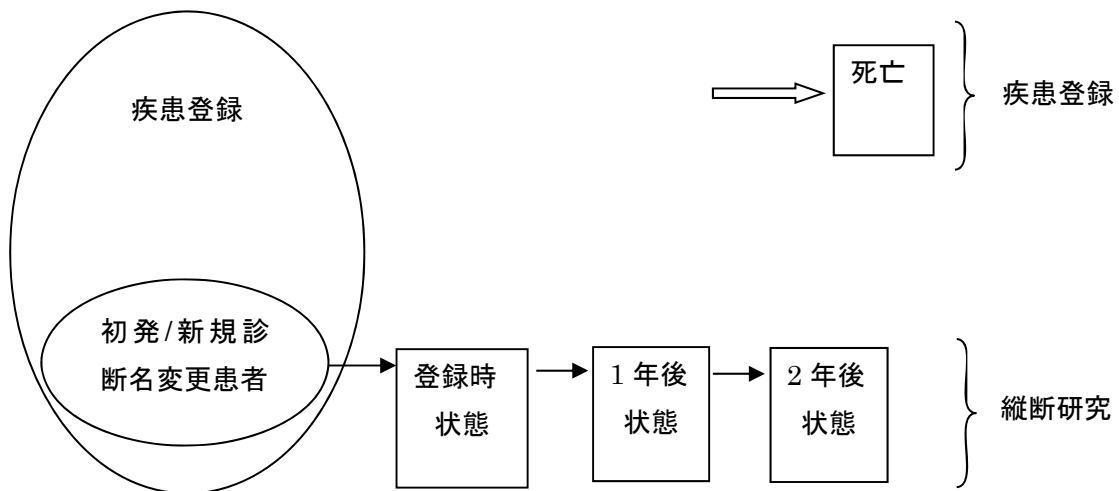 疾患登録
死亡
疾患登録
初発/新規診
断名変更患者
登録時
状態
1 年後
状態
2 年後
状態
縦断研究